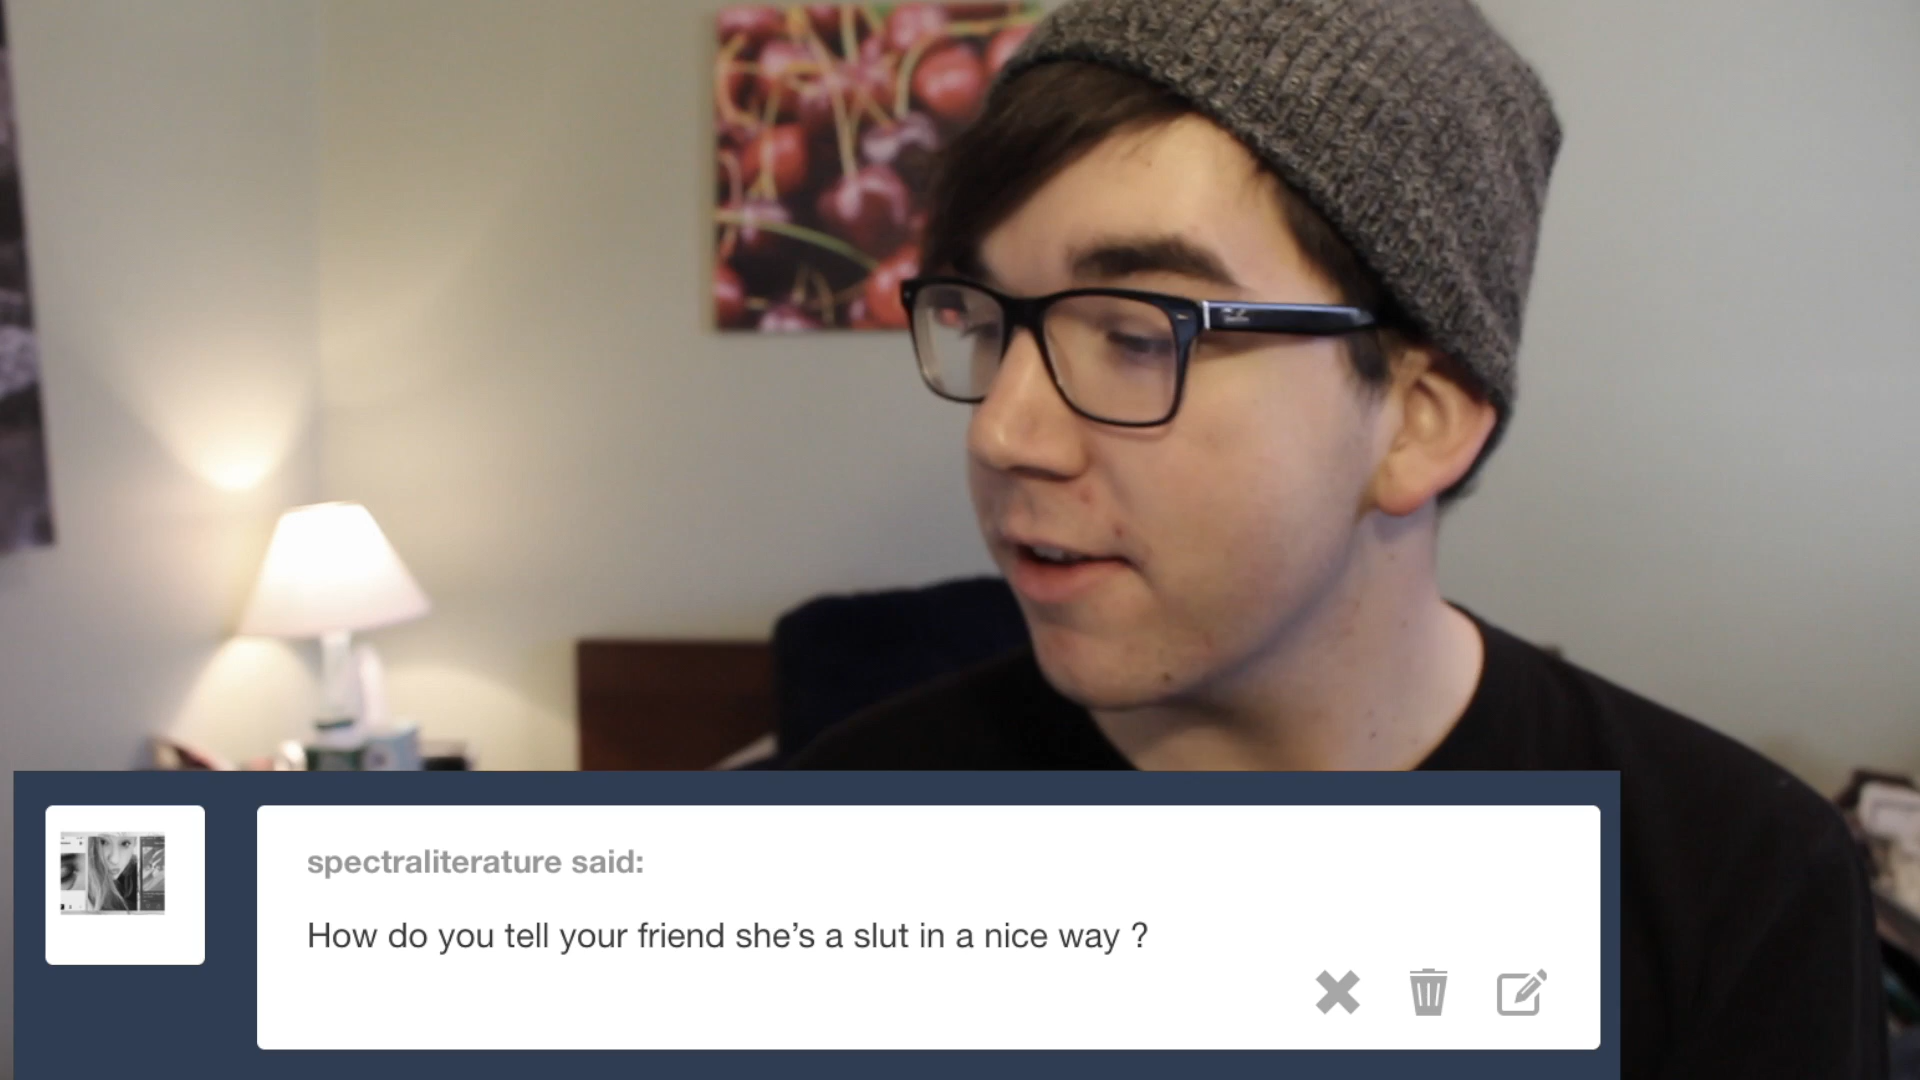 spectraliterature said:
How do you tell your friend she’s a slut in a nice way ?